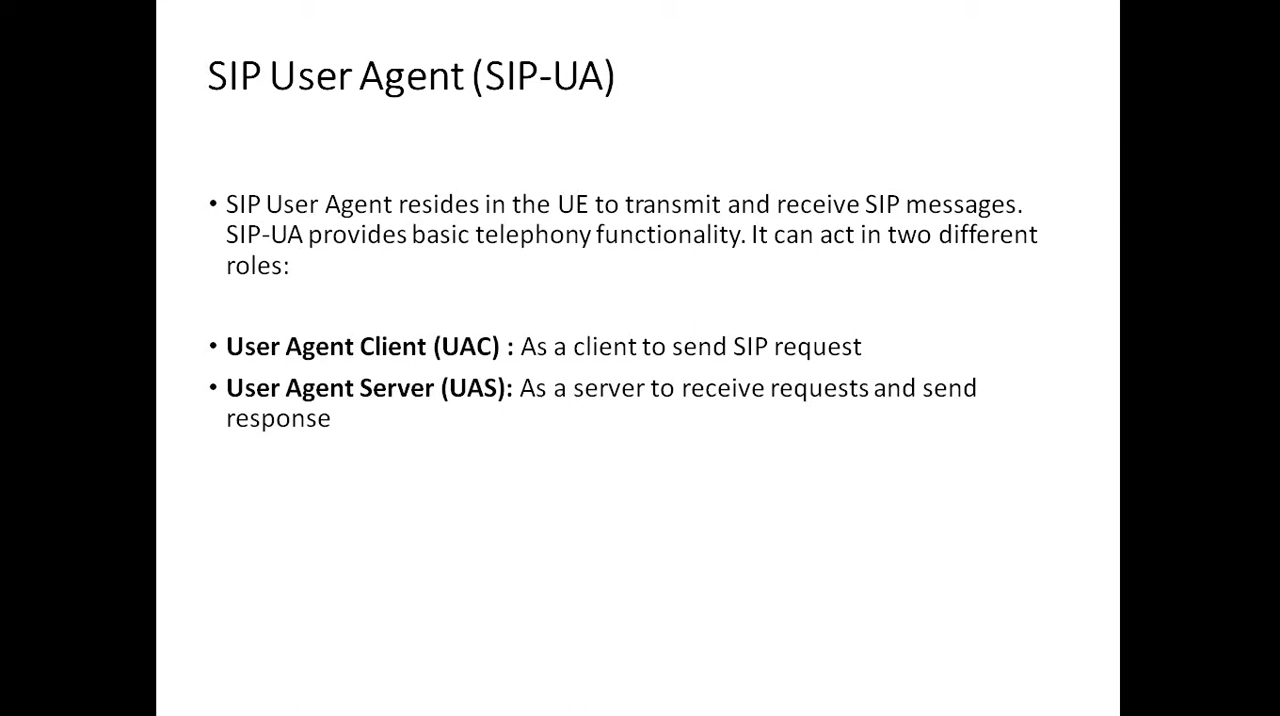 SIP User Agent (SIP-UA)
• SIP User Agent resides in the UE to transmit and receive SIP messages.
SIP-UA provides basic telephony functionality. It can act in two different
roles:
• User Agent Client (UAC) : As a client to send SIP request
• User Agent Server (UAS): As a server to receive requests and send
response